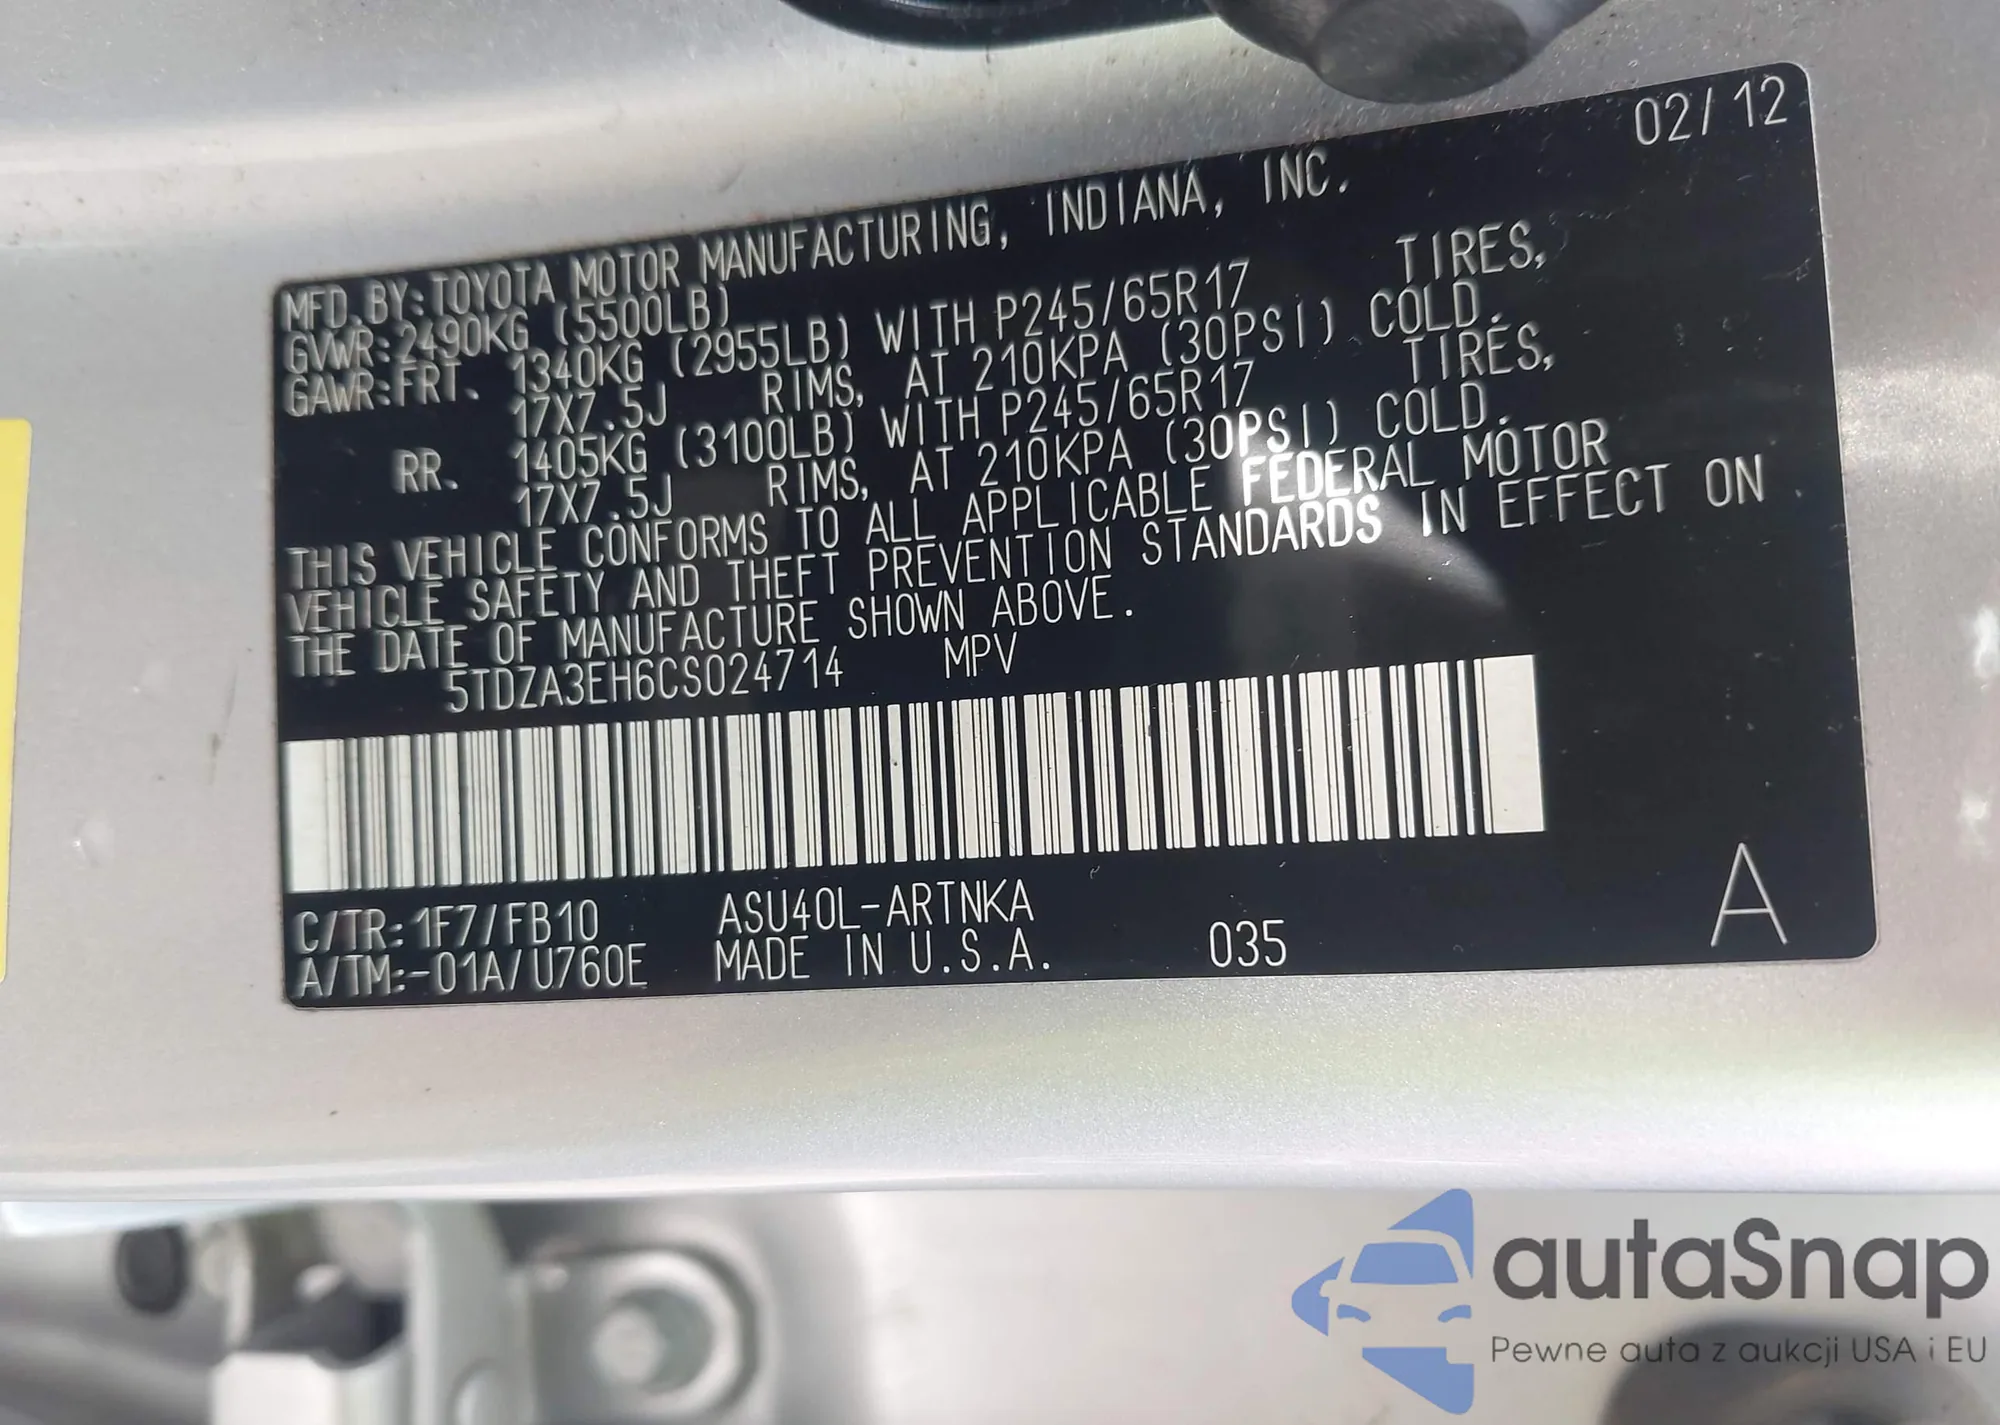 02/12
MFD.BY:TOYOTA MOTOR MANUFACTURING, INDIANA, INC.
GVWR:2490KG (5500LB)
GAWR:FRT. 1340KG (2955LB) WITH P245/65R17 TIRES,
17X7.5J RIMS, AT 210KPA (30PSI) COLD.
RR. 1405KG (3100LB) WITH P245/65R17 TIRES,
17X7.5J RIMS, AT 210KPA (30PSI) COLD.
THIS VEHICLE CONFORMS TO ALL APPLICABLE FEDERAL MOTOR
VEHICLE SAFETY AND THEFT PREVENTION STANDARDS IN EFFECT ON
THE DATE OF MANUFACTURE SHOWN ABOVE.
5TDZA3EH6CS024714 MPV
C/TR:1F7/FB10 ASU40L-ARTNKA
A/TM:-01A/U760E MADE IN U.S.A. 035 A
autaSnap
Pewne auta z aukcji USA i EU